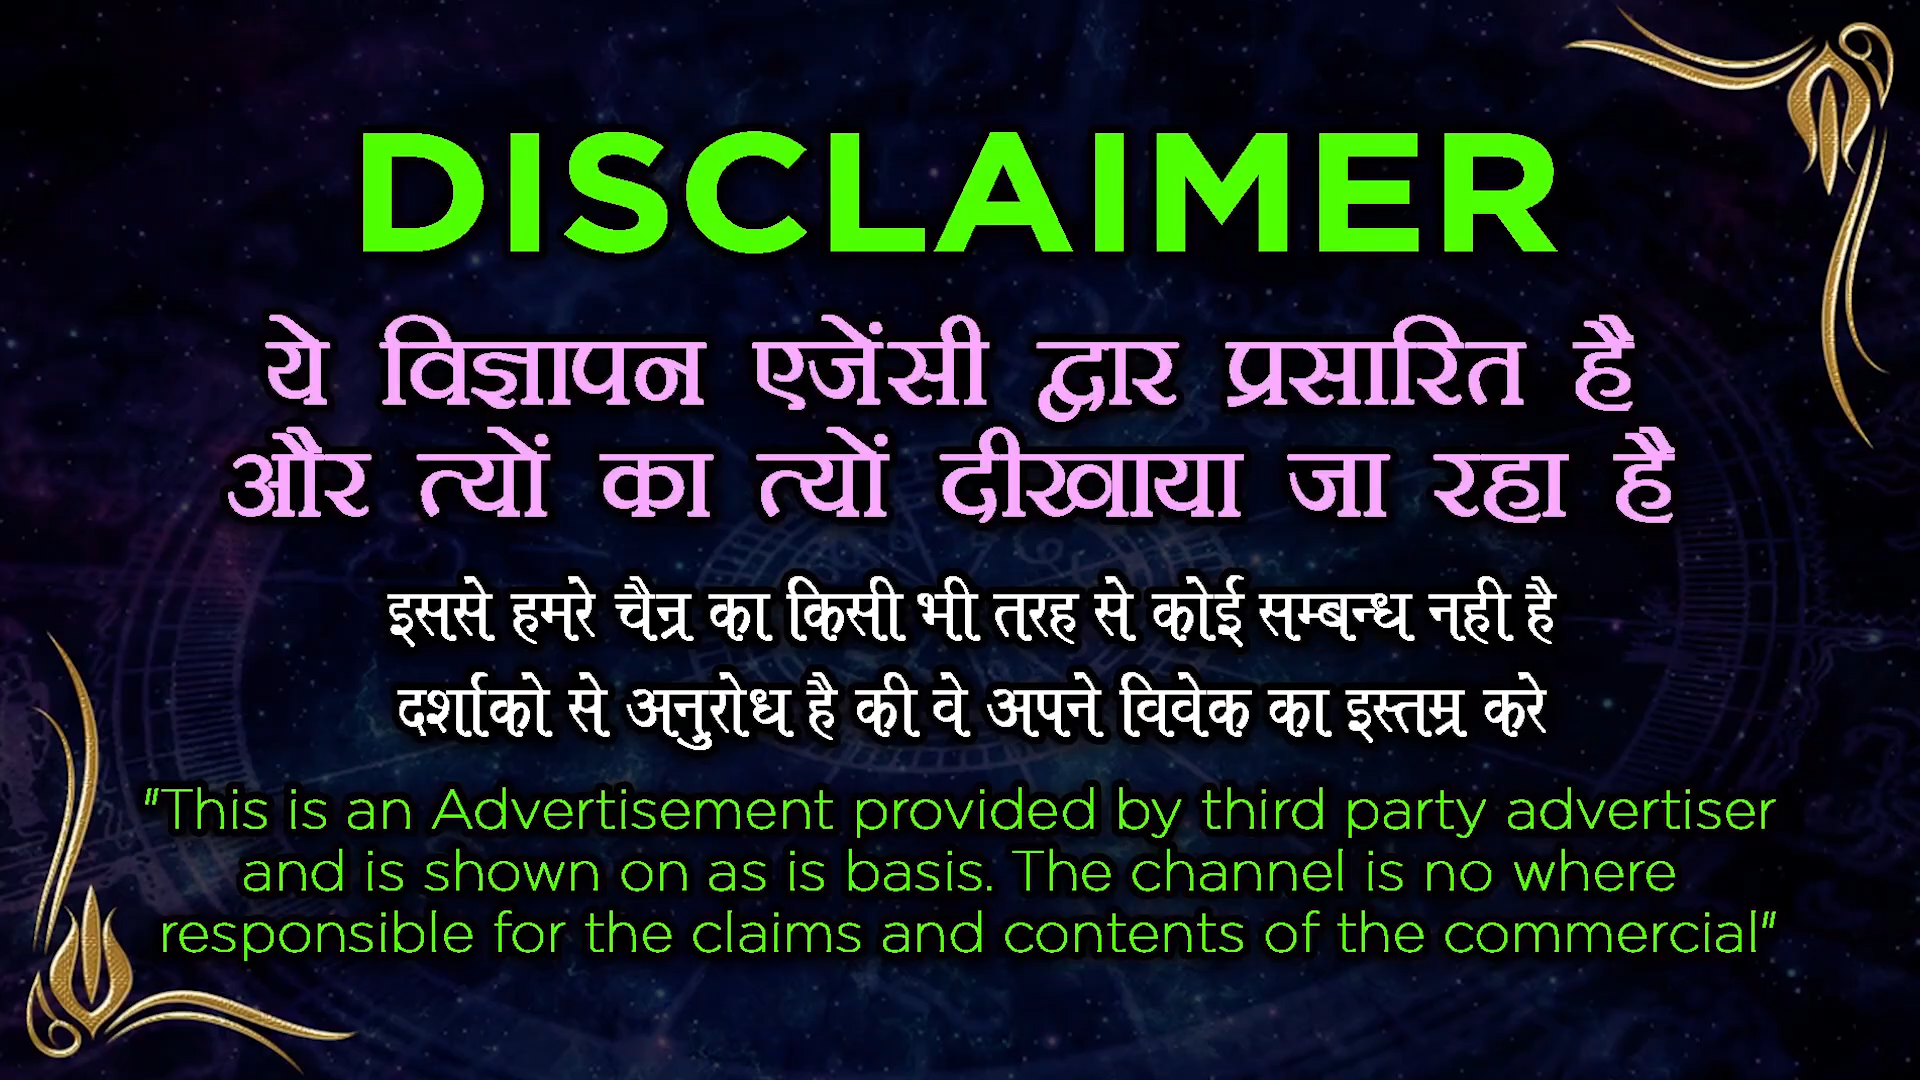 DISCLAIMER
ये विज्ञापन एजेंसी द्वार प्रसारित है
और त्यों का त्यों दीखाया जा रहा है
इससे हमरे चैन्र का किसी भी तरह से कोई सम्बन्ध नही है
दर्शाको से अनुरोध है की वे अपने विवेक का इस्तम्र करे
"This is an Advertisement provided by third party advertiser
and is shown on as is basis. The channel is no where
responsible for the claims and contents of the commercial"